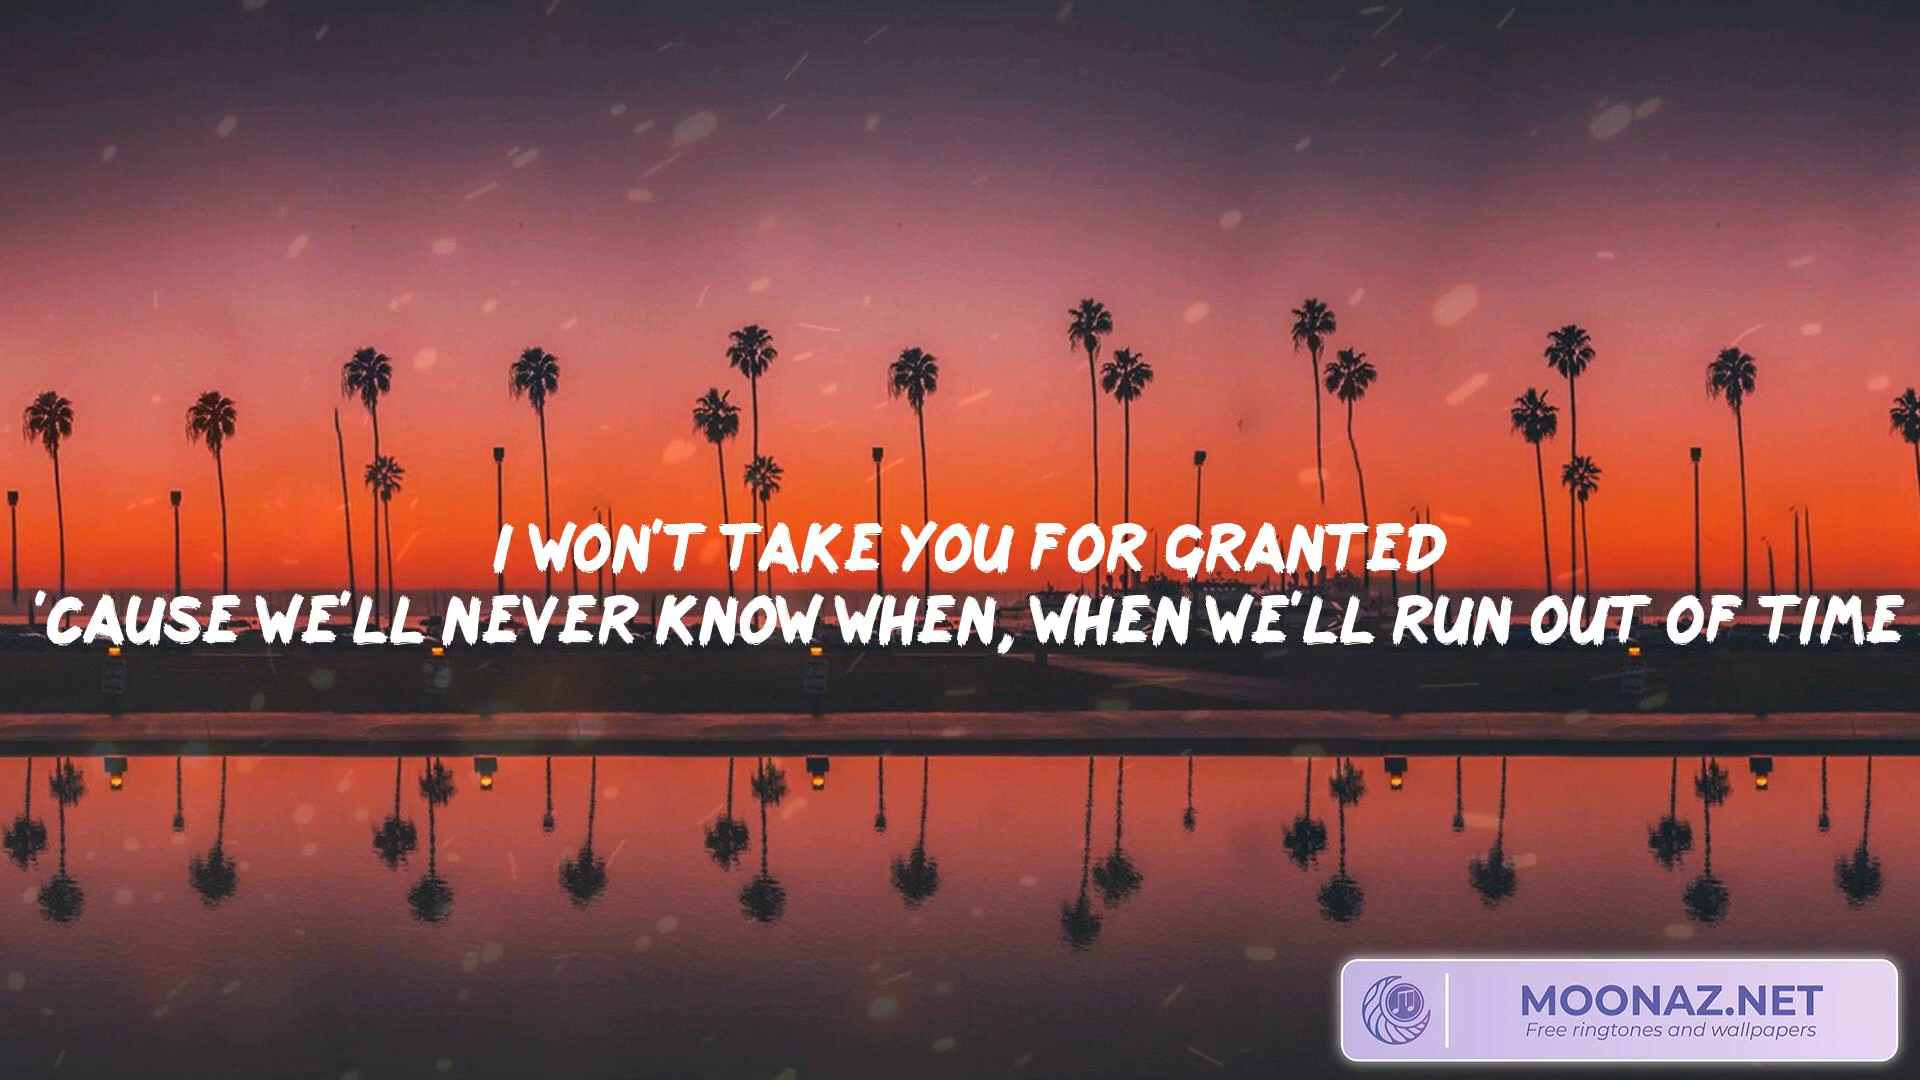 I WON'T TAKE YOU FOR GRANTED
'CAUSE WE'LL NEVER KNOW WHEN, WHEN WE'LL RUN OUT OF TIME
MOONAZ.NET
Free ringtones and wallpapers